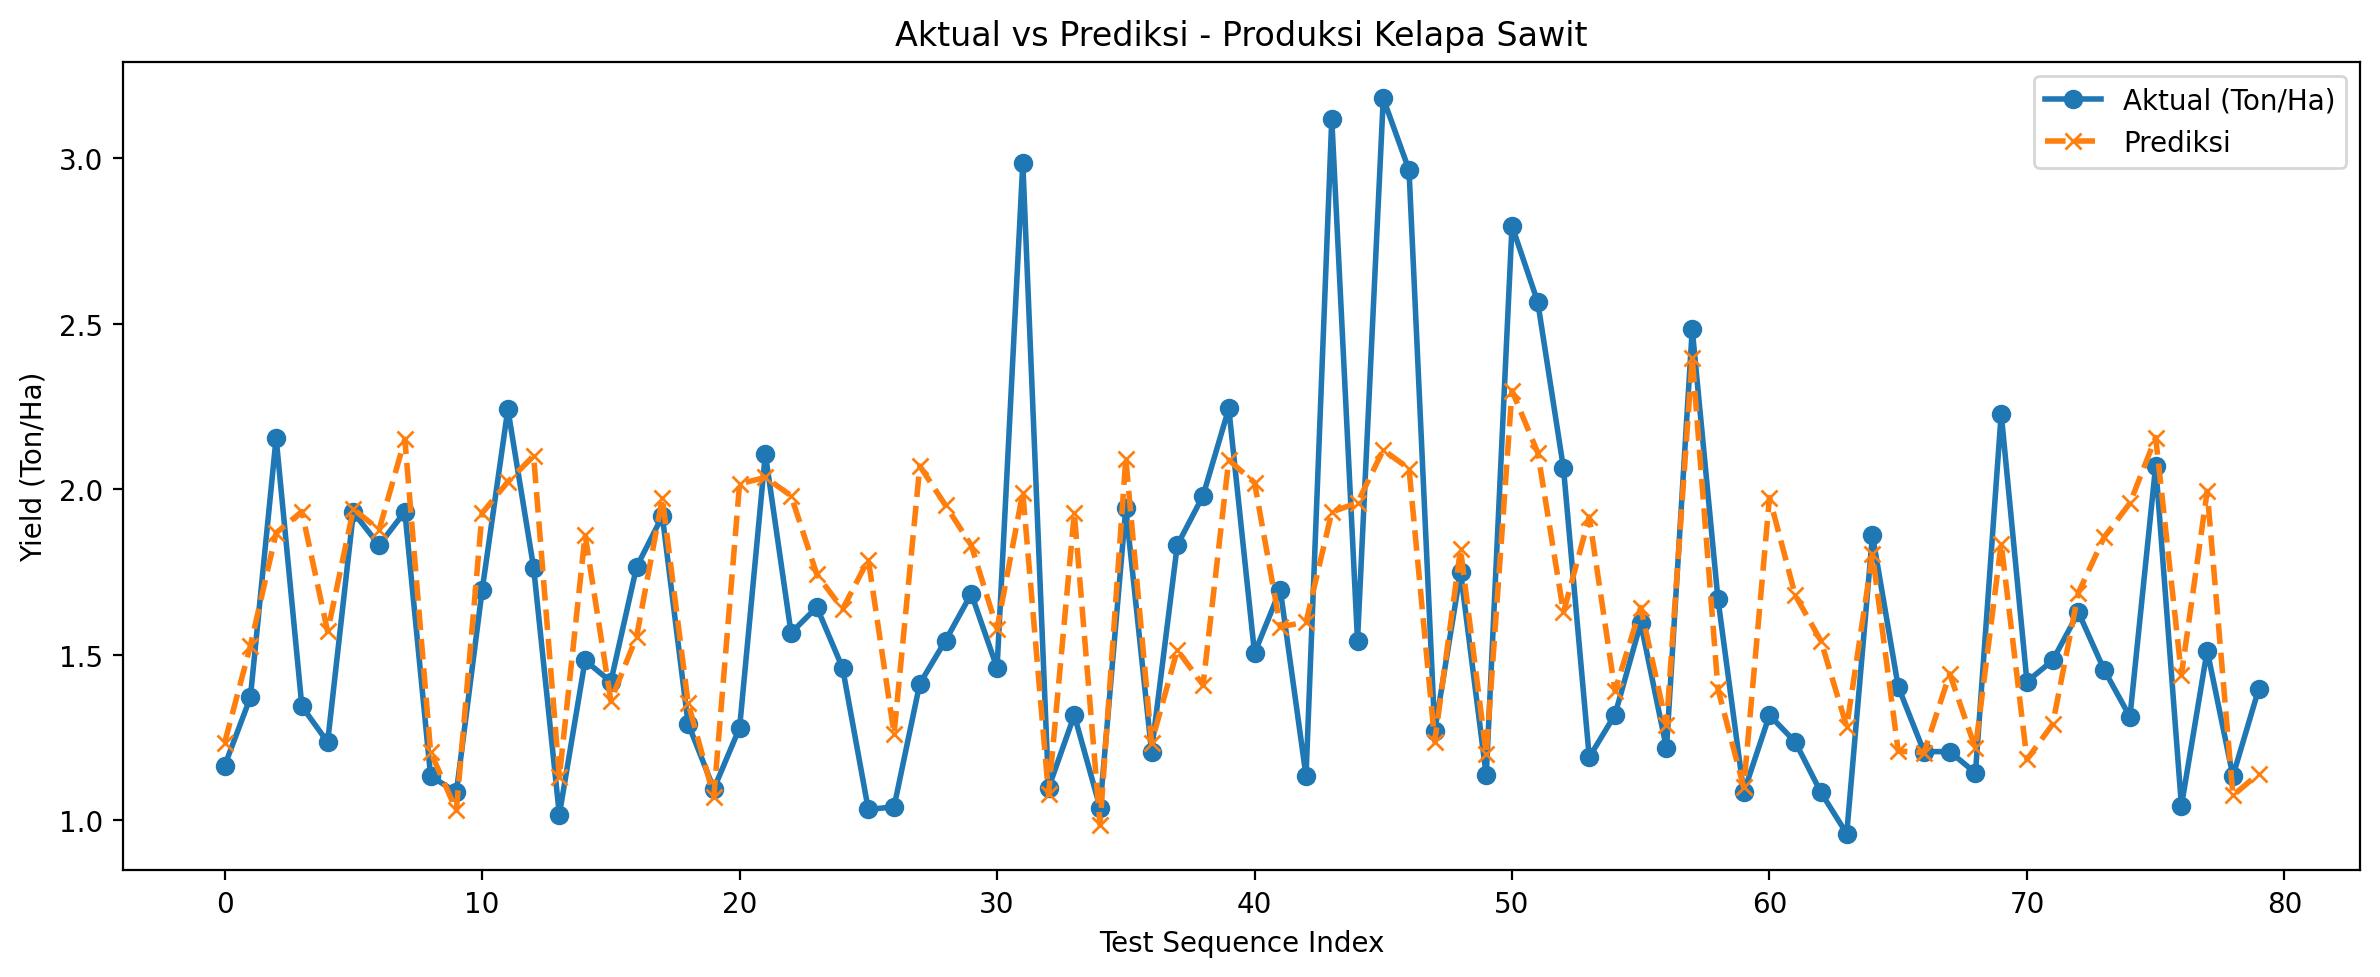 Aktual vs Prediksi - Produksi Kelapa Sawit
Aktual (Ton/Ha)
Prediksi
Yield (Ton/Ha)
3.0
2.5
2.0
1.5
1.0
0 10 20 30 40 50 60 70 80
Test Sequence Index